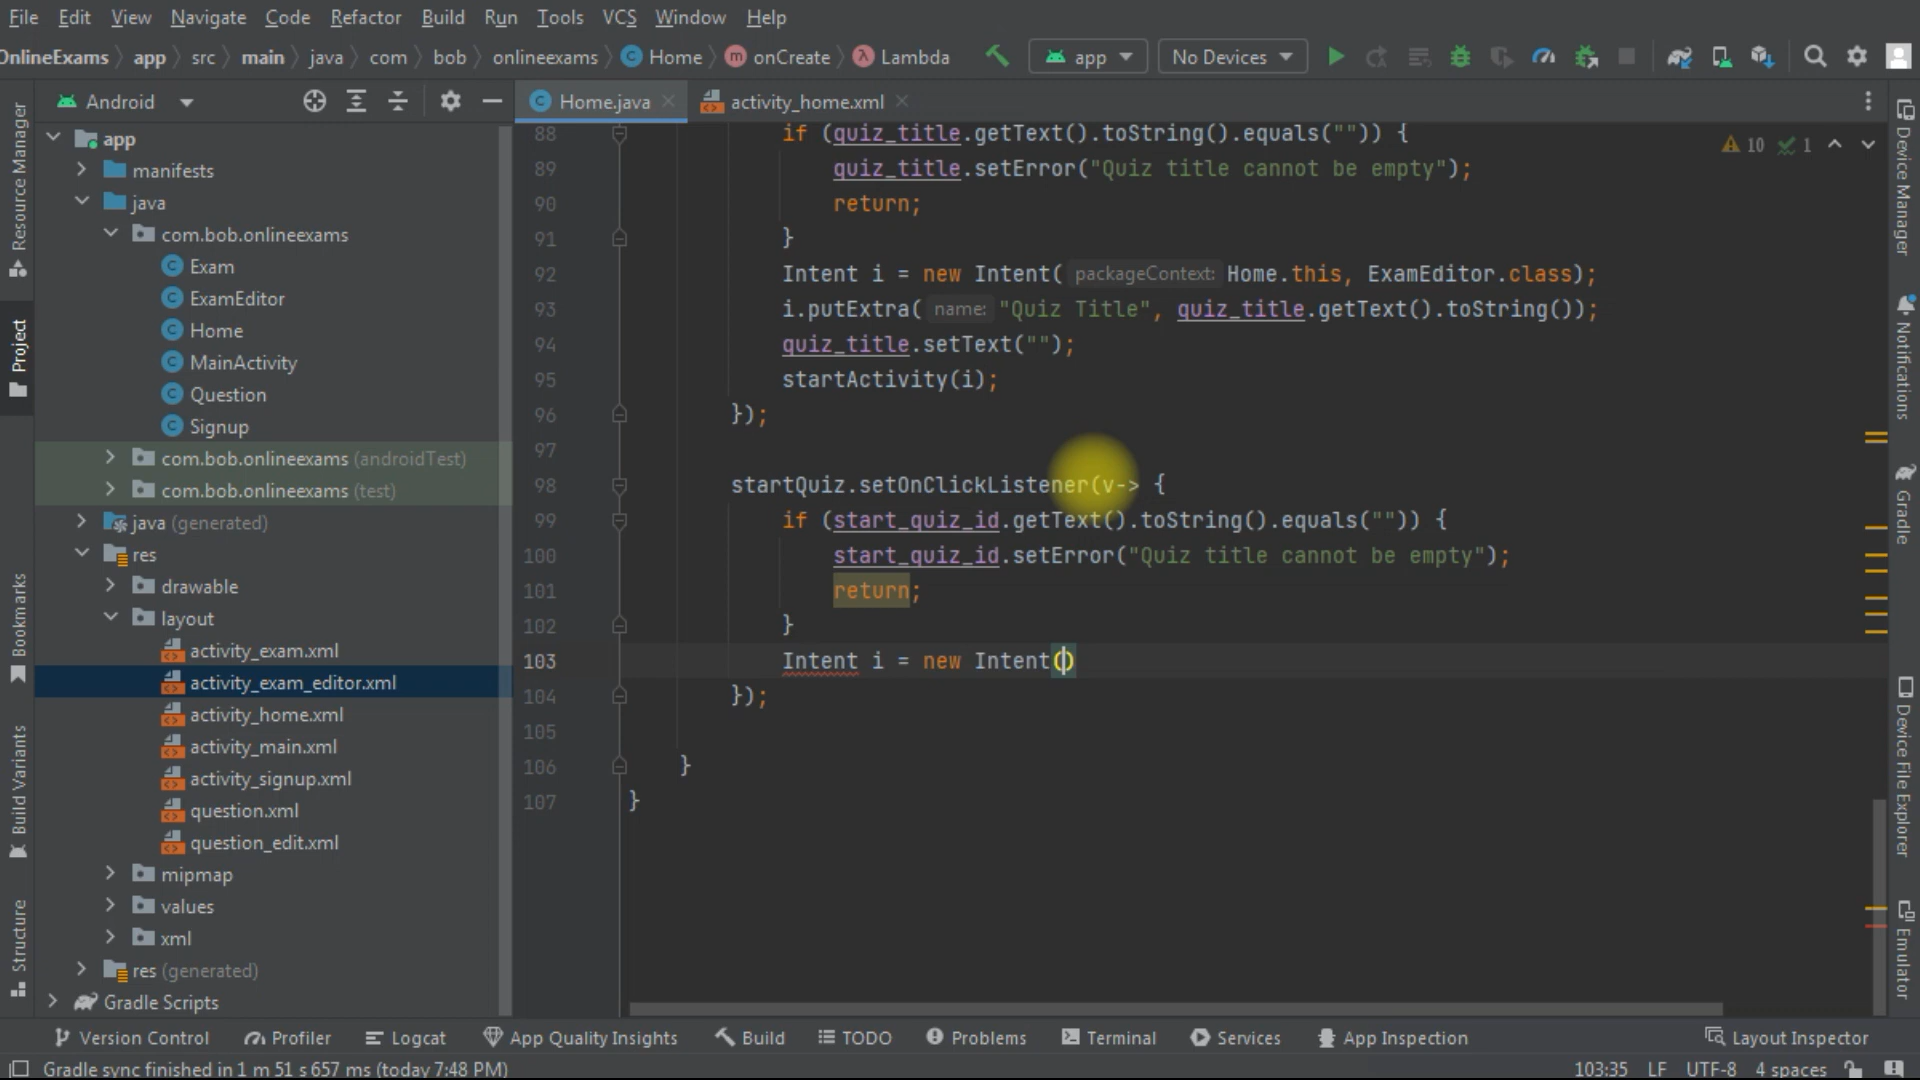 File Edit View Navigate Code Refactor Build Run Tools VCS Window Help
OnlineExams app src main java com bob onlineexams Home onCreate Lambda app No Devices
Android
Home.java activity_home.xml
Resource Manager
Project
Bookmarks
Build Variants
Structure
app
manifests
java
com.bob.onlineexams
Exam
ExamEditor
Home
MainActivity
Question
Signup
com.bob.onlineexams (androidTest)
com.bob.onlineexams (test)
java (generated)
res
drawable
layout
activity_exam.xml
activity_exam_editor.xml
activity_home.xml
activity_main.xml
activity_signup.xml
question.xml
question_edit.xml
mipmap
values
xml
res (generated)
Gradle Scripts
10 1
88 if (quiz_title.getText().toString().equals("")) {
89 quiz_title.setError("Quiz title cannot be empty");
90 return;
91 }
92 Intent i = new Intent( packageContext: Home.this, ExamEditor.class);
93 i.putExtra( name: "Quiz Title", quiz_title.getText().toString());
94 quiz_title.setText("");
95 startActivity(i);
96 });
97
98 startQuiz.setOnClickListener(v-> {
99 if (start_quiz_id.getText().toString().equals("")) {
100 start_quiz_id.setError("Quiz title cannot be empty");
101 return;
102 }
103 Intent i = new Intent()
104 });
105
106 }
107 }
Device Manager
Notifications
Gradle
Device File Explorer
Emulator
Version Control Profiler Logcat App Quality Insights Build TODO Problems Terminal Services App Inspection Layout Inspector
Gradle sync finished in 1 m 51 s 657 ms (today 7:48 PM) 103:35 LF UTF-8 4 spaces